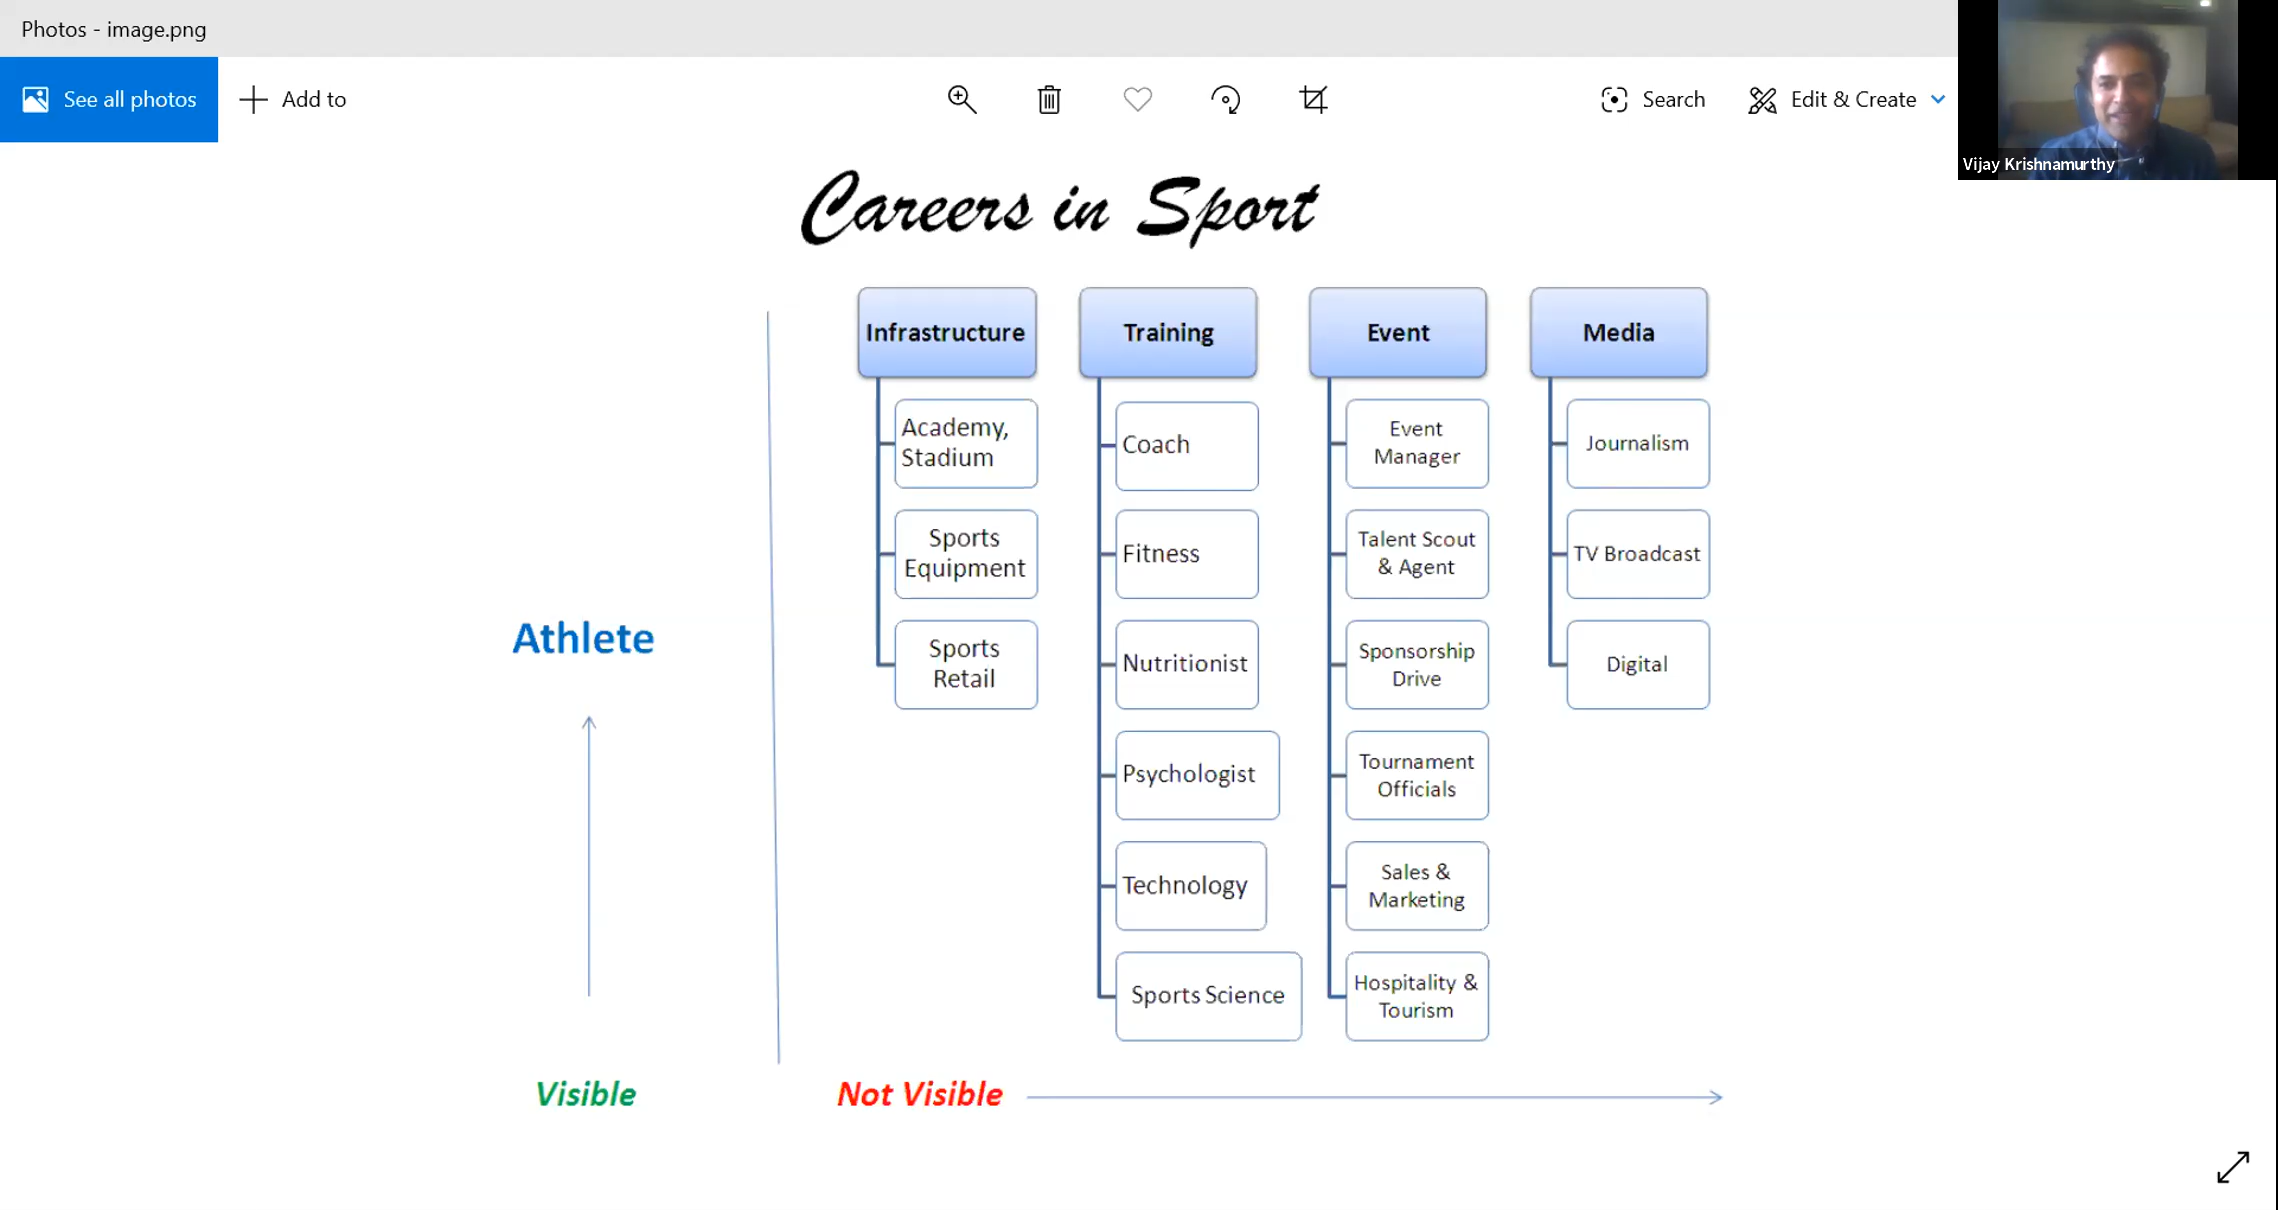 Photos - image.png
See all photos
Add to
Search
Edit & Create
Vijay Krishnamurthy
Careers in Sport
Infrastructure
Academy,
Stadium
Sports
Equipment
Sports
Retail
Training
Coach
Fitness
Nutritionist
Psychologist
Technology
Sports Science
Event
Event
Manager
Talent Scout
& Agent
Sponsorship
Drive
Tournament
Officials
Sales &
Marketing
Hospitality &
Tourism
Media
Journalism
TV Broadcast
Digital
Athlete
Visible
Not Visible